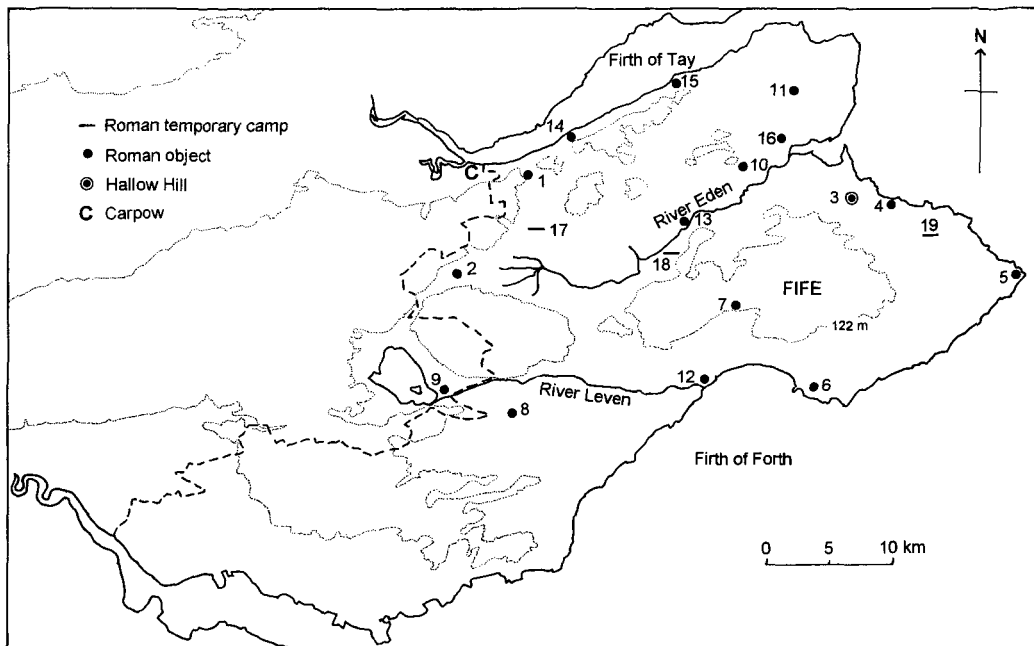 Firth of Tay
N
15
11
Roman temporary camp
14
16
Roman object
10
Hallow Hill
C
1
C Carpow
River Eden
3
4
13
19
17
18
2
5
FIFE
7
122 m
9
12
6
River Leven
8
Firth of Forth
0 5 10 km